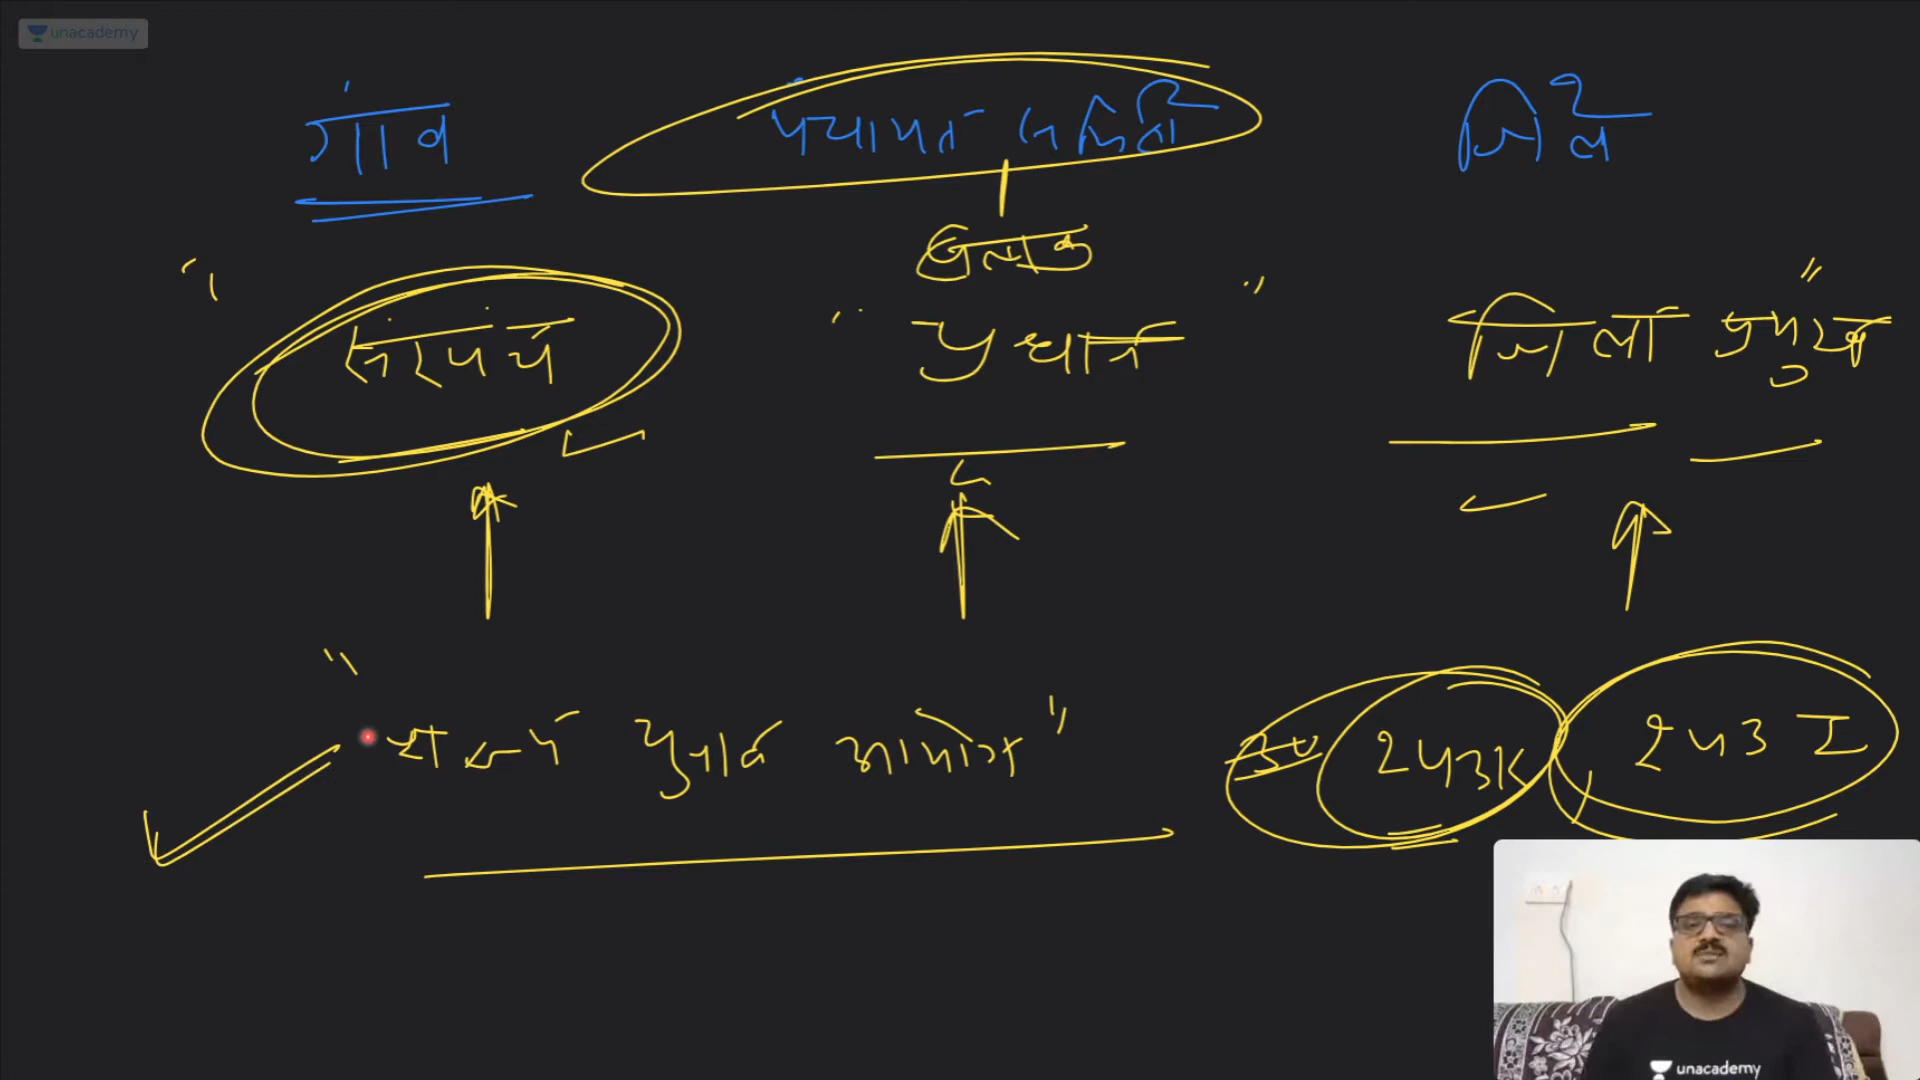 unacademy
गांव पंचायत समिति जिले
ब्लाक
"सरपंच" "प्रधान" जिला प्रमुख"
"राज्य चुनाव आयोग" 243K 243 I
unacademy